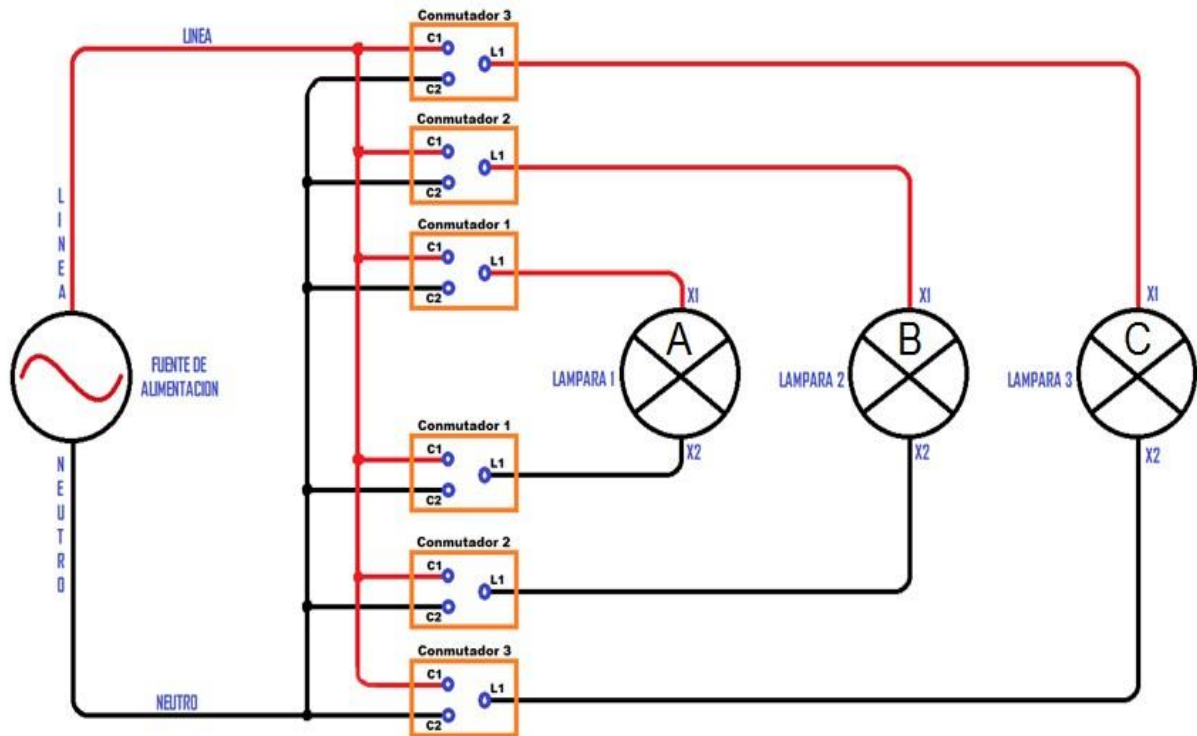 Conmutador 3
C1
L1
C2
LINEA
Conmutador 2
C1
L1
C2
LINEA
Conmutador 1
C1
L1
C2
X1
X1
X1
A
B
C
FUENTE DE
ALIMENTACION
LAMPARA 1
LAMPARA 2
LAMPARA 3
X2
X2
X2
Conmutador 1
C1
L1
C2
NEUTRO
Conmutador 2
C1
L1
C2
Conmutador 3
C1
L1
C2
NEUTRO